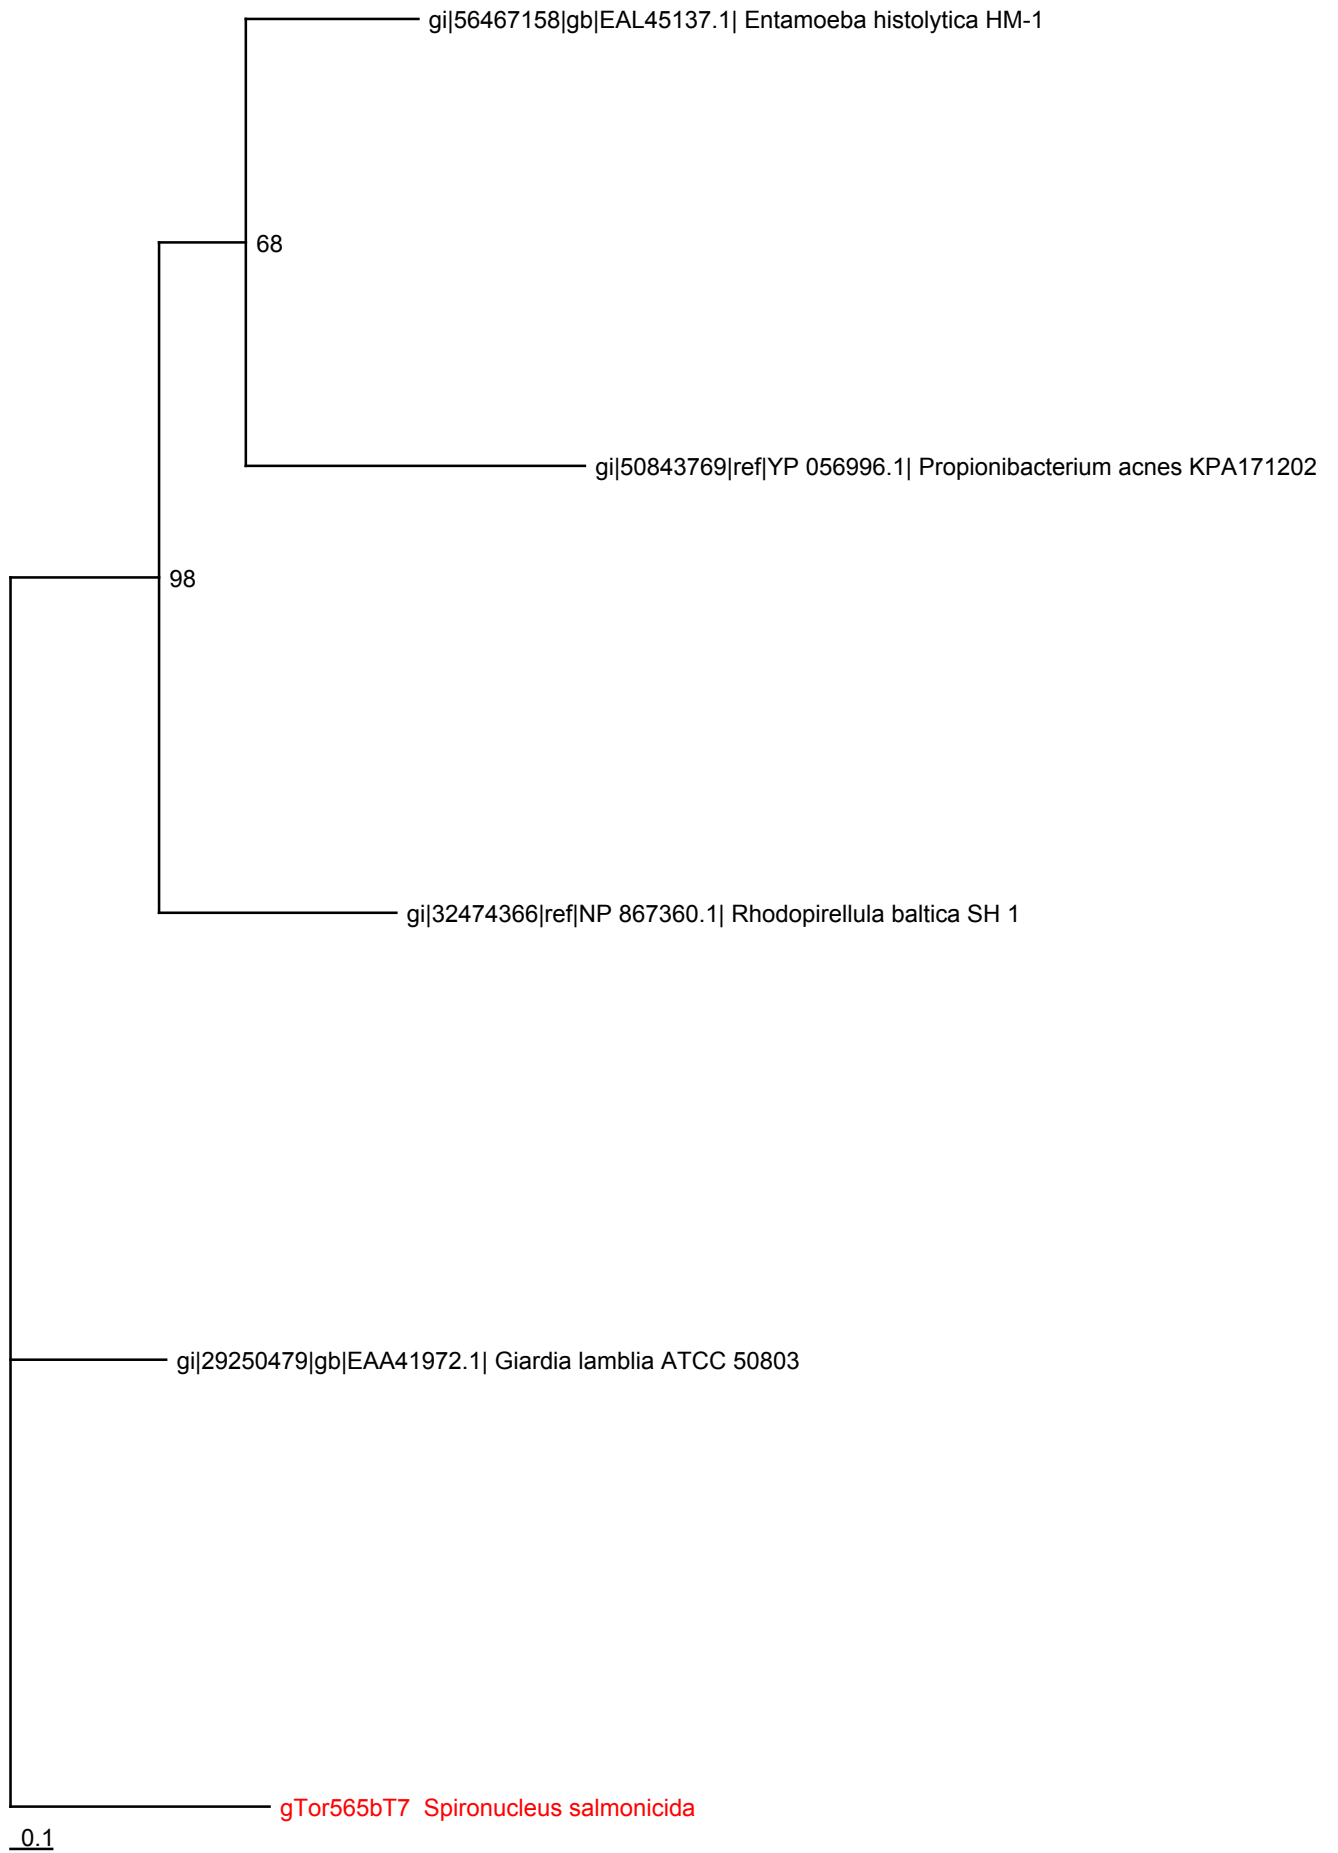 gi|56467158|gb|EAL45137.1| Entamoeba histolytica HM-1
68
gi|50843769|ref|YP 056996.1| Propionibacterium acnes KPA171202
98
gi|32474366|ref|NP 867360.1| Rhodopirellula baltica SH 1
gi|29250479|gb|EAA41972.1| Giardia lamblia ATCC 50803
gTor565bT7  Spironucleus salmonicida
0.1